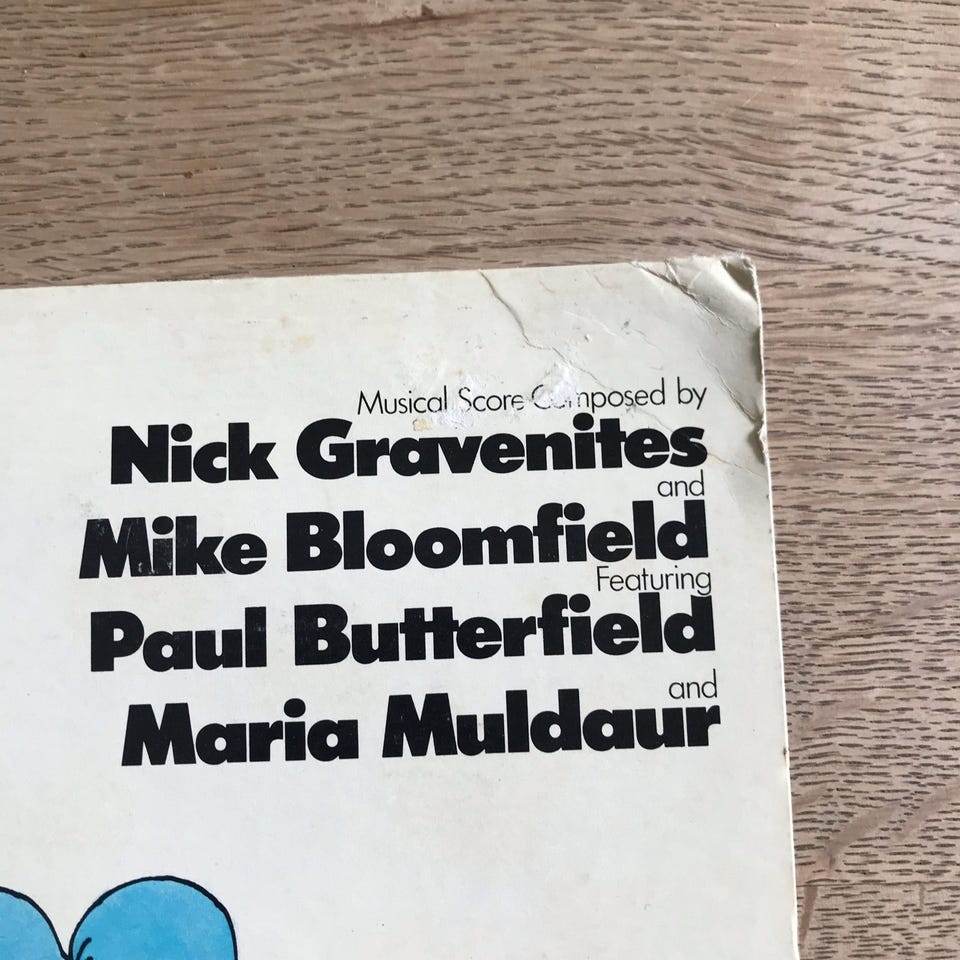 Musical Score Composed by
Nick Gravenites
and
Mike Bloomfield
Featuring
Paul Butterfield
and
Maria Muldaur